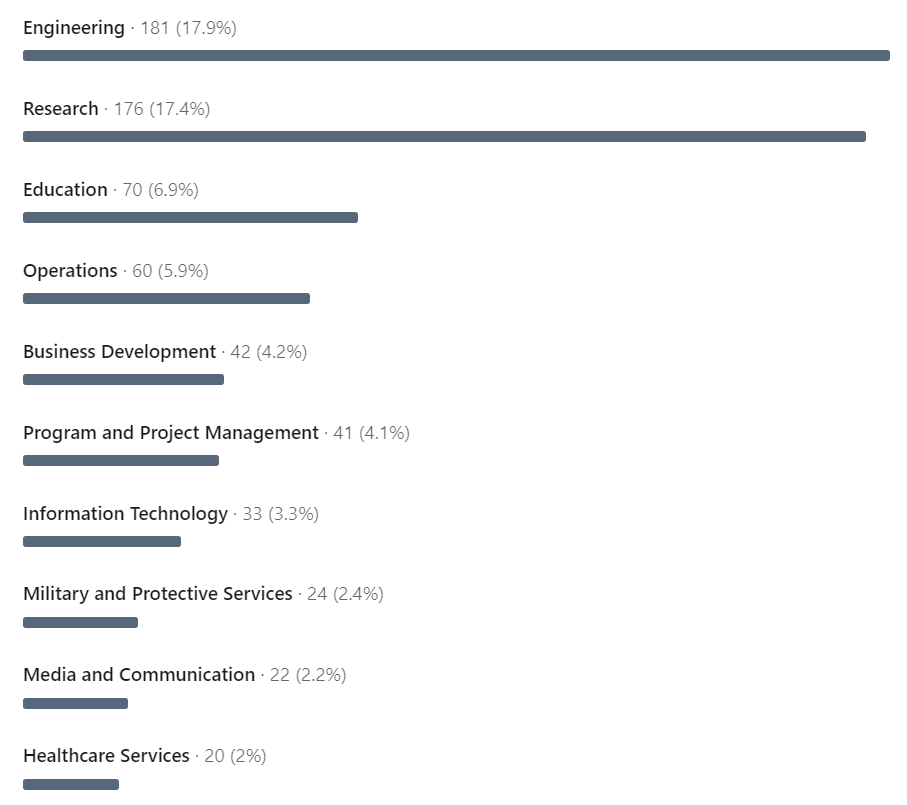 Engineering · 181 (17.9%)
Research · 176 (17.4%)
Education · 70 (6.9%)
Operations · 60 (5.9%)
Business Development · 42 (4.2%)
Program and Project Management · 41 (4.1%)
Information Technology · 33 (3.3%)
Military and Protective Services · 24 (2.4%)
Media and Communication · 22 (2.2%)
Healthcare Services · 20 (2%)